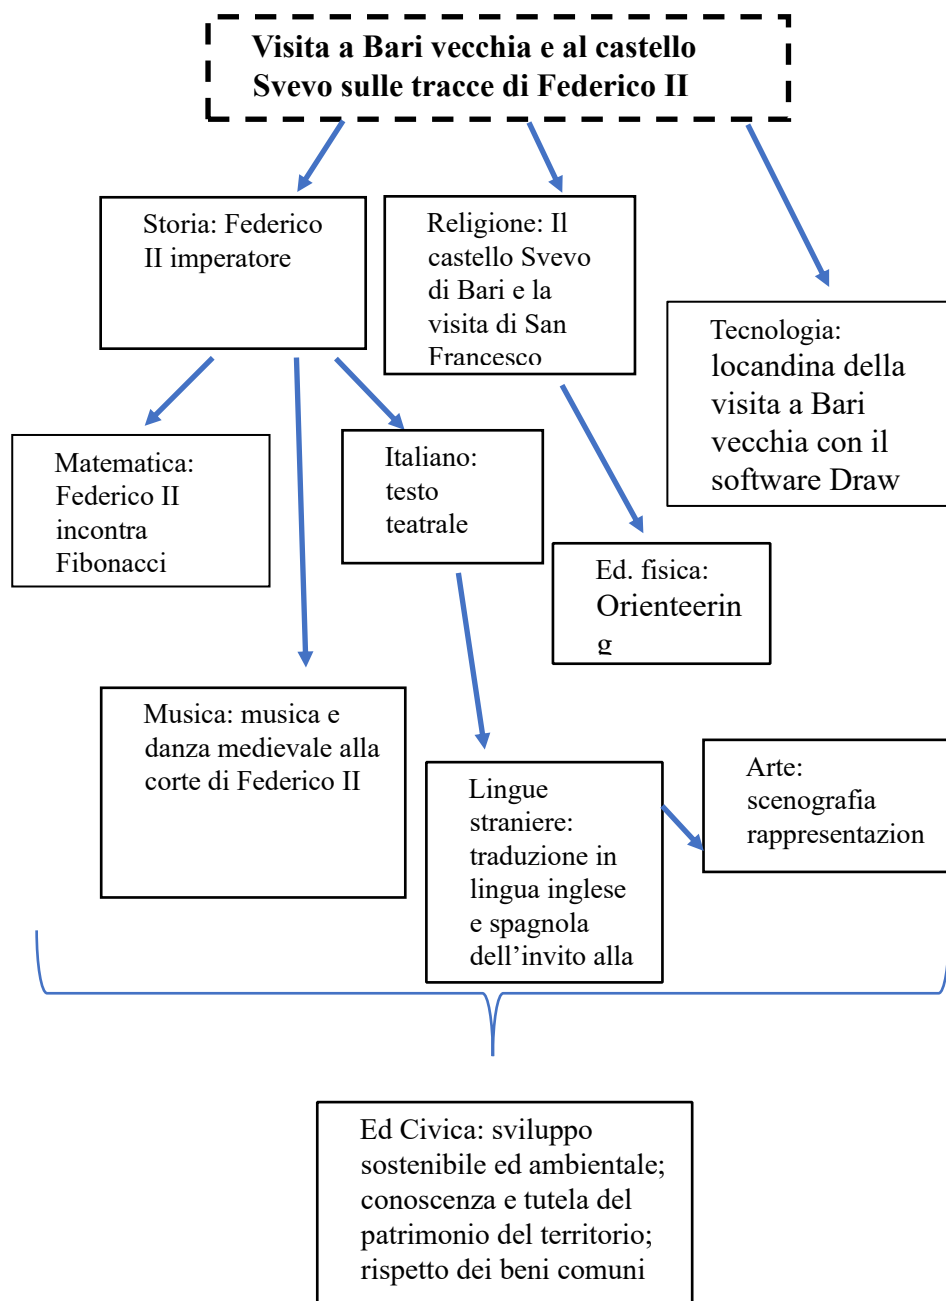 Visita a Bari vecchia e al castello
Svevo sulle tracce di Federico II
Storia: Federico
II imperatore
Religione: Il
castello Svevo
di Bari e la
visita di San
Francesco
Tecnologia:
locandina della
visita a Bari
vecchia con il
software Draw
Matematica:
Federico II
incontra
Fibonacci
Italiano:
testo
teatrale
Ed. fisica:
Orienteerin
g
Musica: musica e
danza medievale alla
corte di Federico II
Lingue
straniere:
traduzione in
lingua inglese
e spagnola
dell’invito alla
Arte:
scenografia
rappresentazion
Ed Civica: sviluppo
sostenibile ed ambientale;
conoscenza e tutela del
patrimonio del territorio;
rispetto dei beni comuni